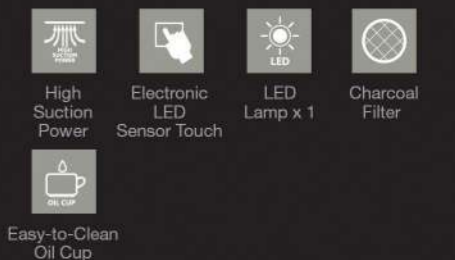 HIGH
SUCTION
POWER
LED
High
Suction
Power
Electronic
LED
Sensor Touch
LED
Lamp x 1
Charcoal
Filter
OIL CUP
Easy-to-Clean
Oil Cup